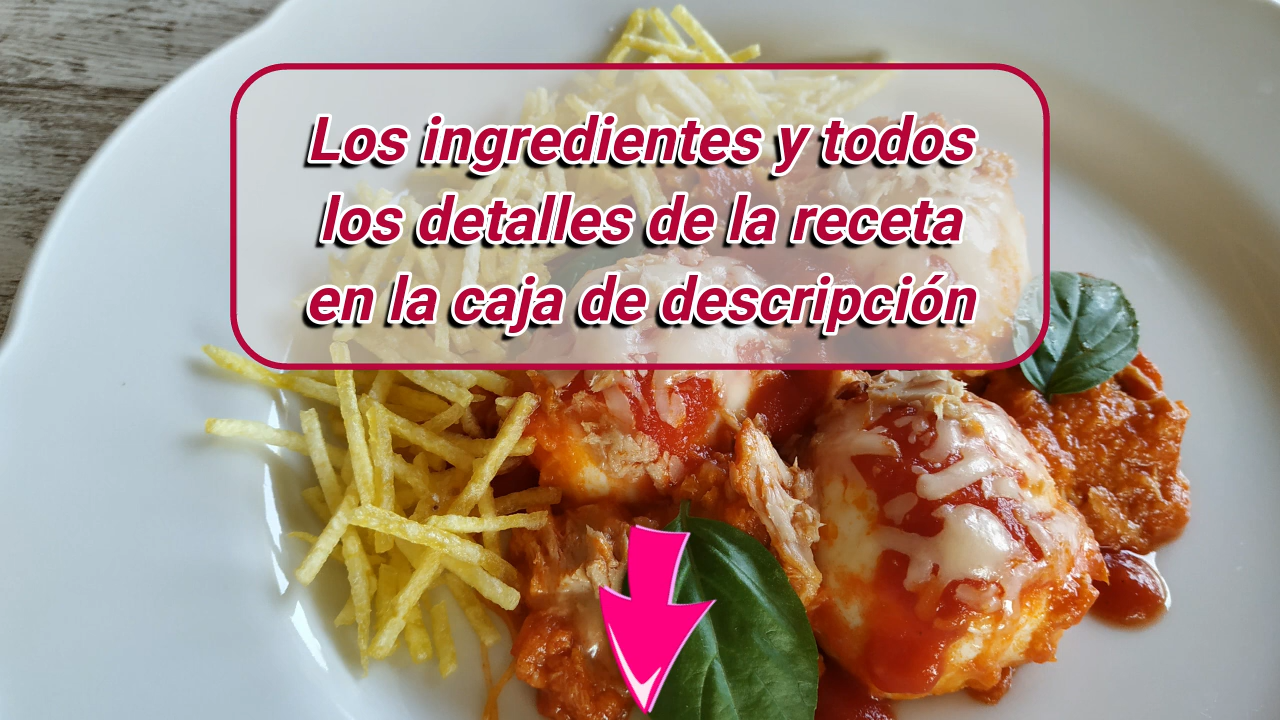 Los ingredientes y todos
los detalles de la receta
en la caja de descripción